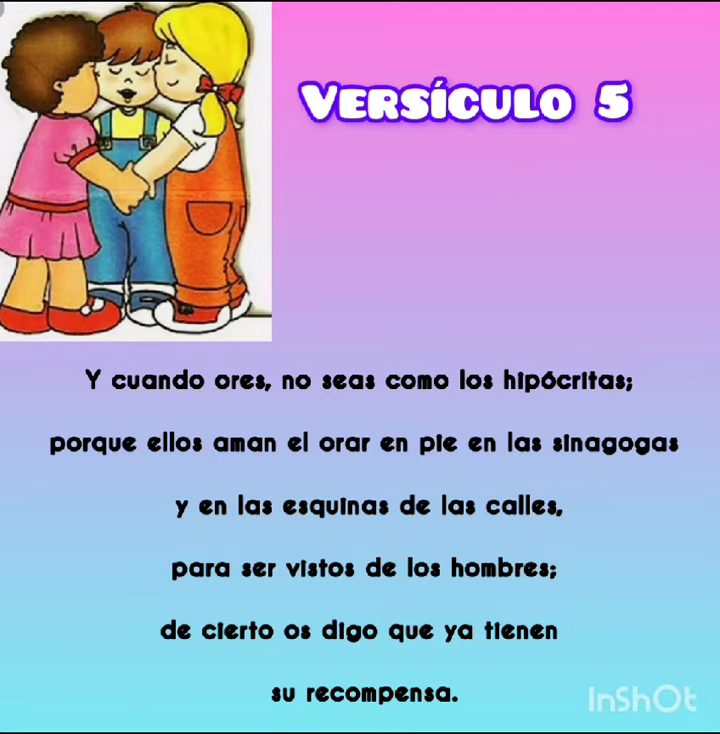 Versículo 5
Y cuando ores, no seas como los hipócritas;
porque ellos aman el orar en pie en las sinagogas
y en las esquinas de las calles,
para ser vistos de los hombres;
de cierto os digo que ya tienen
su recompensa.
InShOt